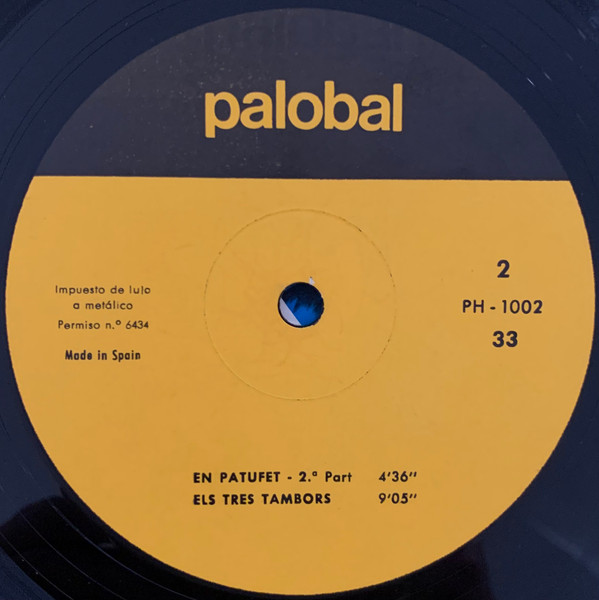 palobal
Impuesto de lujo
a metálico
Permiso n.º 6434
Made in Spain
2
PH - 1002
33
EN PATUFET - 2.ª Part 4'36"
ELS TRES TAMBORS 9'05"